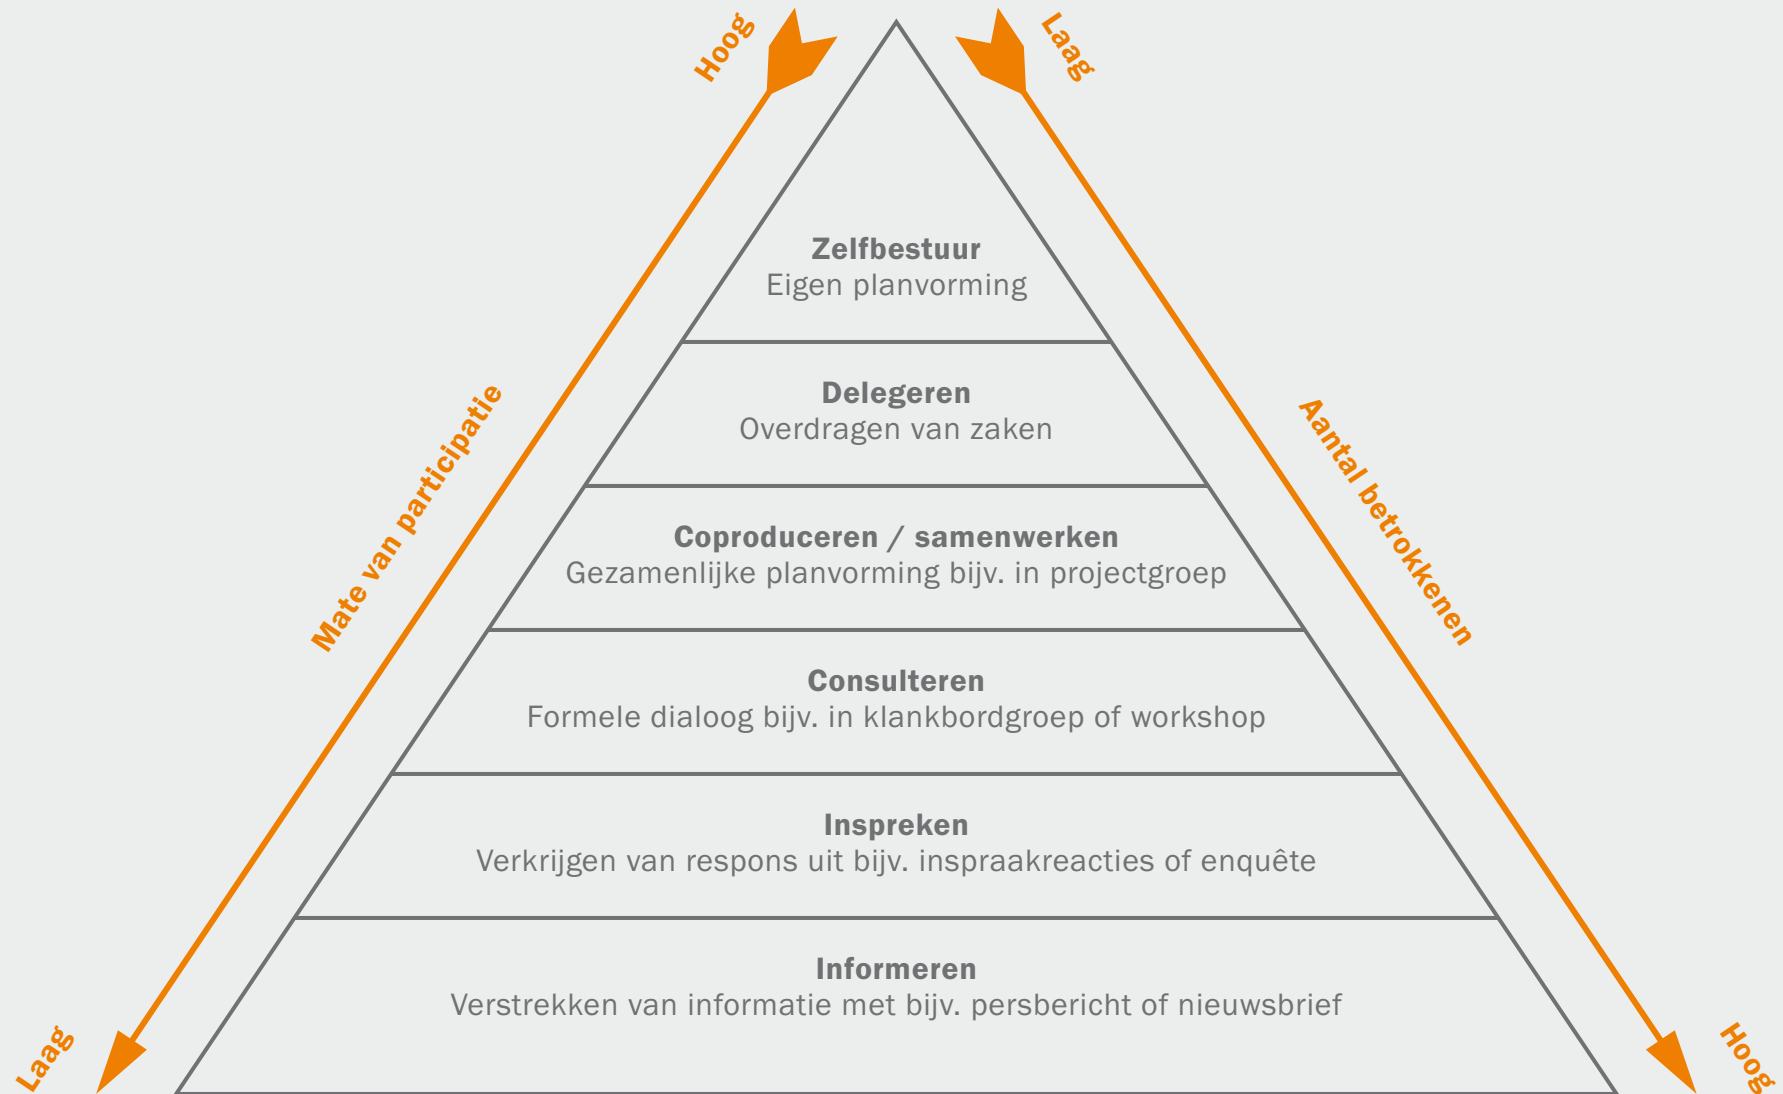 Hoog
Laag
Zelfbestuur
Eigen planvorming
Delegeren
Overdragen van zaken
Mate van participatie
Aantal betrokkenen
Coproduceren / samenwerken
Gezamenlijke planvorming bijv. in projectgroep
Consulteren
Formele dialoog bijv. in klankbordgroep of workshop
Inspreken
Verkrijgen van respons uit bijv. inspraakreacties of enquête
Informeren
Verstrekken van informatie met bijv. persbericht of nieuwsbrief
Laag
Hoog